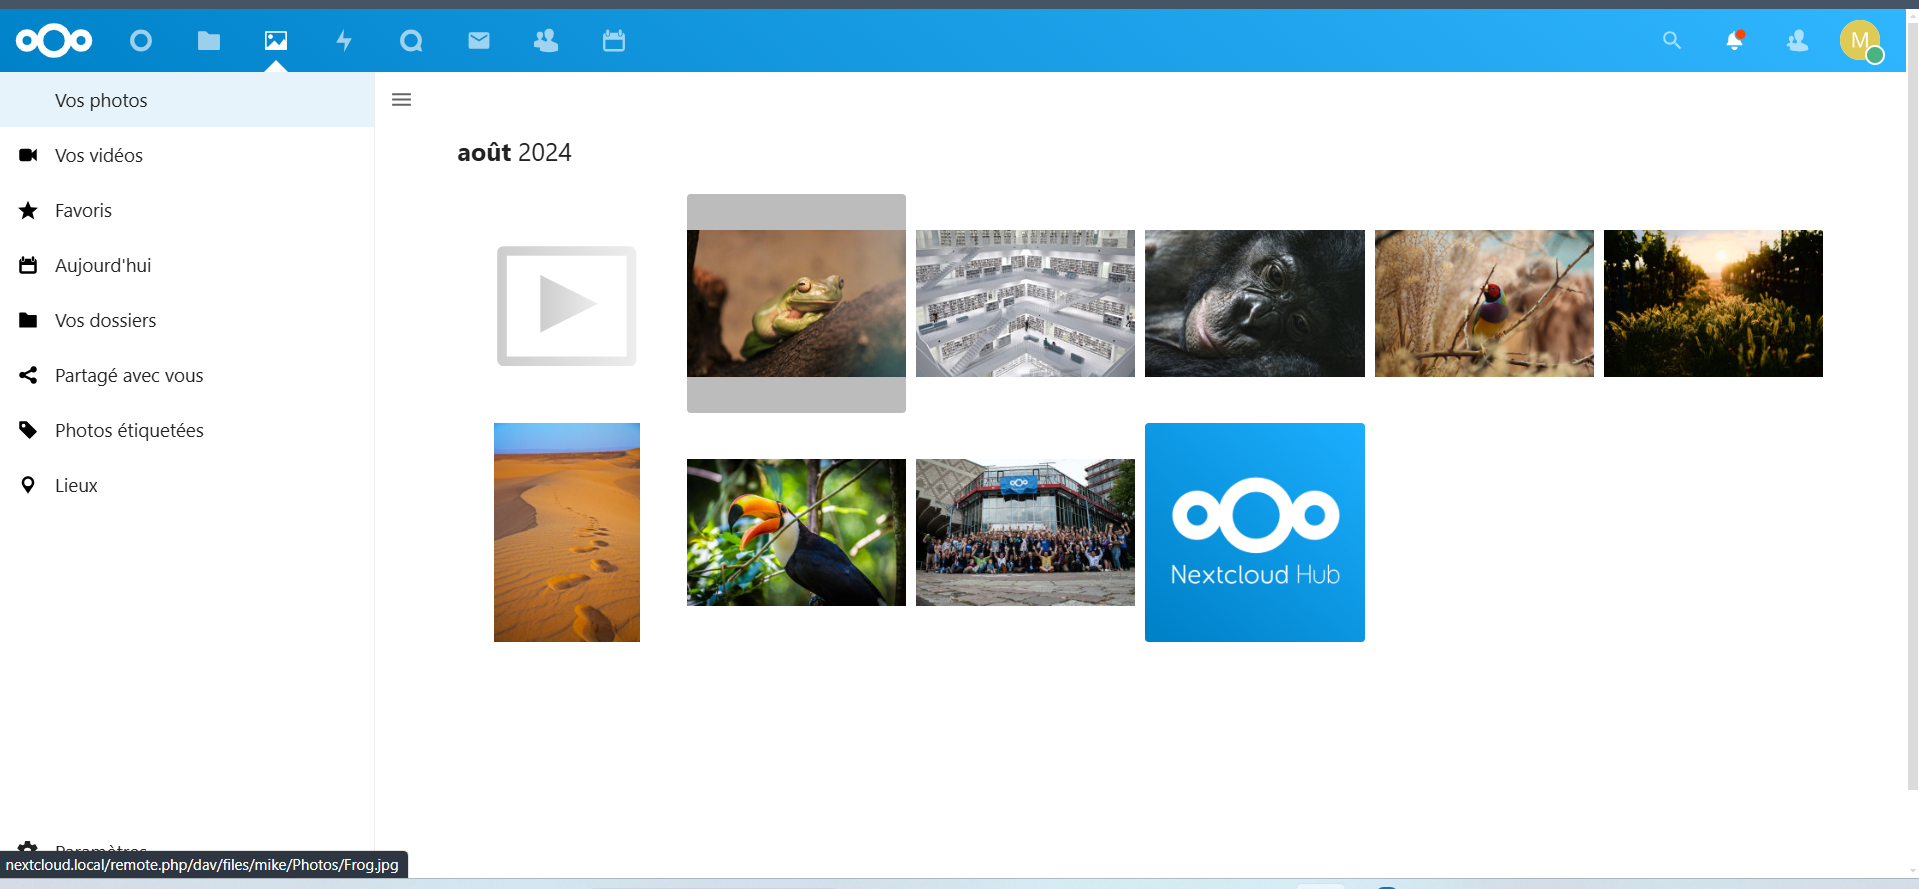 M
Vos photos
Vos vidéos
Favoris
Aujourd'hui
Vos dossiers
Partagé avec vous
Photos étiquetées
Lieux
Paramètres
août 2024
Nextcloud Hub
nextcloud.local/remote.php/dav/files/mike/Photos/Frog.jpg